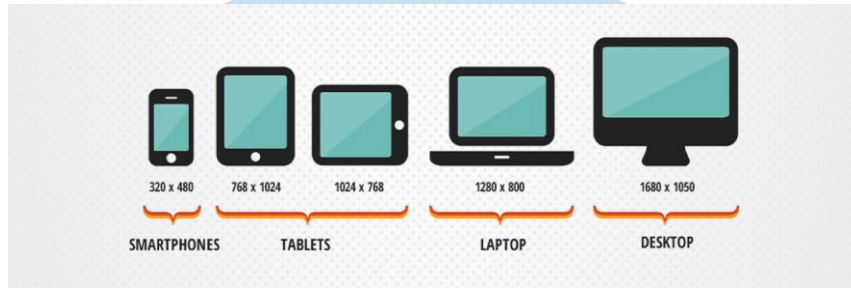 320 x 480
768 x 1024
1024 x 768
1280 x 800
1680 x 1050
SMARTPHONES
TABLETS
LAPTOP
DESKTOP